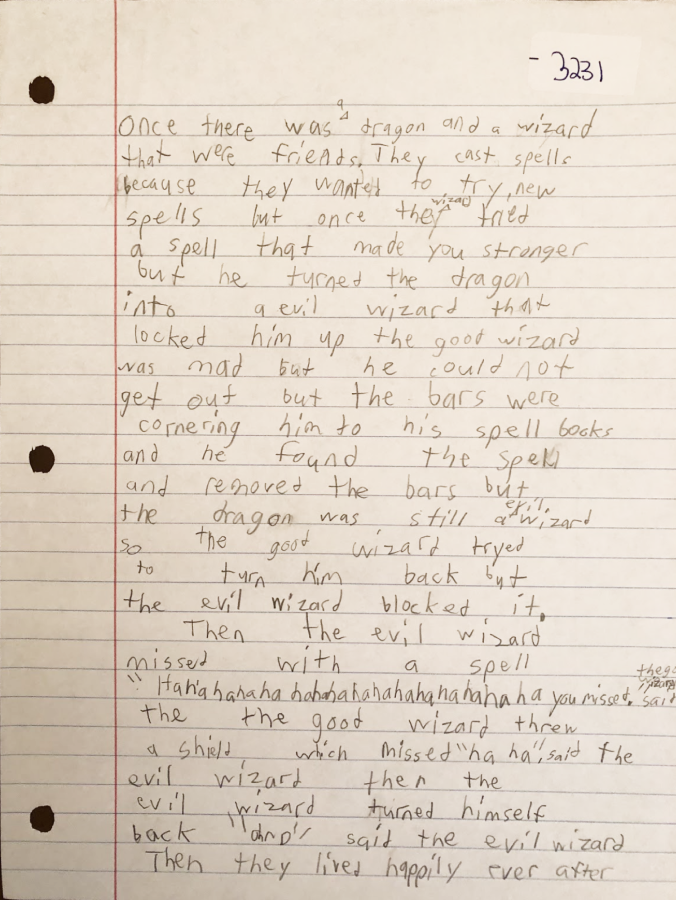 - 3231
Once there was a dragon and a wizard
that were friends. They cast spells
because they wanted to try, new
spells but once they wizard tried
a spell that made you stronger
but he turned the dragon
into a evil wizard that
locked him up the good wizard
was mad but he could not
get out but the bars were
cornering him to his spell books
and he found the spell
and removed the bars but
the dragon was still a evil wizard
so the good wizard tryed
to turn him back but
the evil wizard blocked it.
Then the evil wizard
missed with a spell
"Hahahahaha hahahahahahahahahahahaha you missed. said the good wizard
the the good wizard threw
a shield which missed "ha ha", said the
evil wizard then the
evil wizard turned himself
back said the evil wizard
Then they lived happily ever after